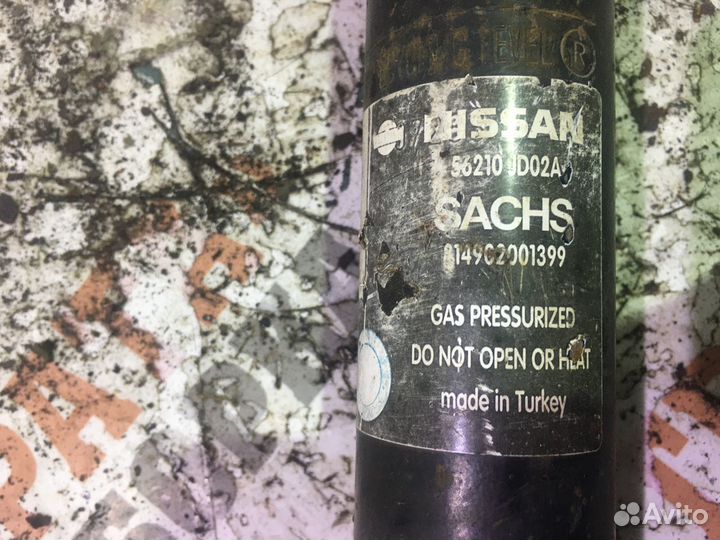 NISSAN
56210 JD02A
SACHS
814902001399
GAS PRESSURIZED
DO NOT OPEN OR HEAT
made in Turkey
Avito